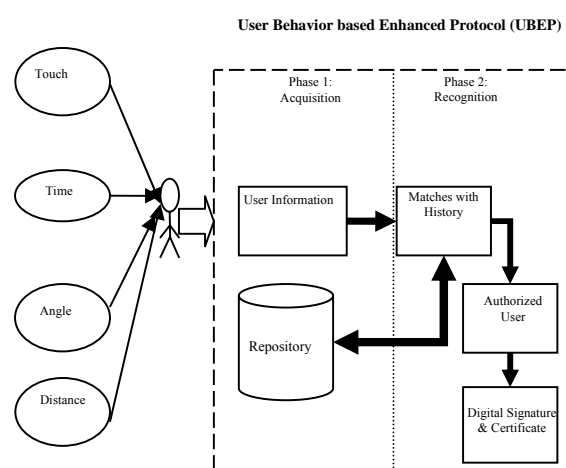 User Behavior based Enhanced Protocol (UBEP)
Touch
Time
Angle
Distance
Phase 1:
Acquisition
User Information
Repository
Phase 2:
Recognition
Matches with
History
Authorized
User
Digital Signature
& Certificate